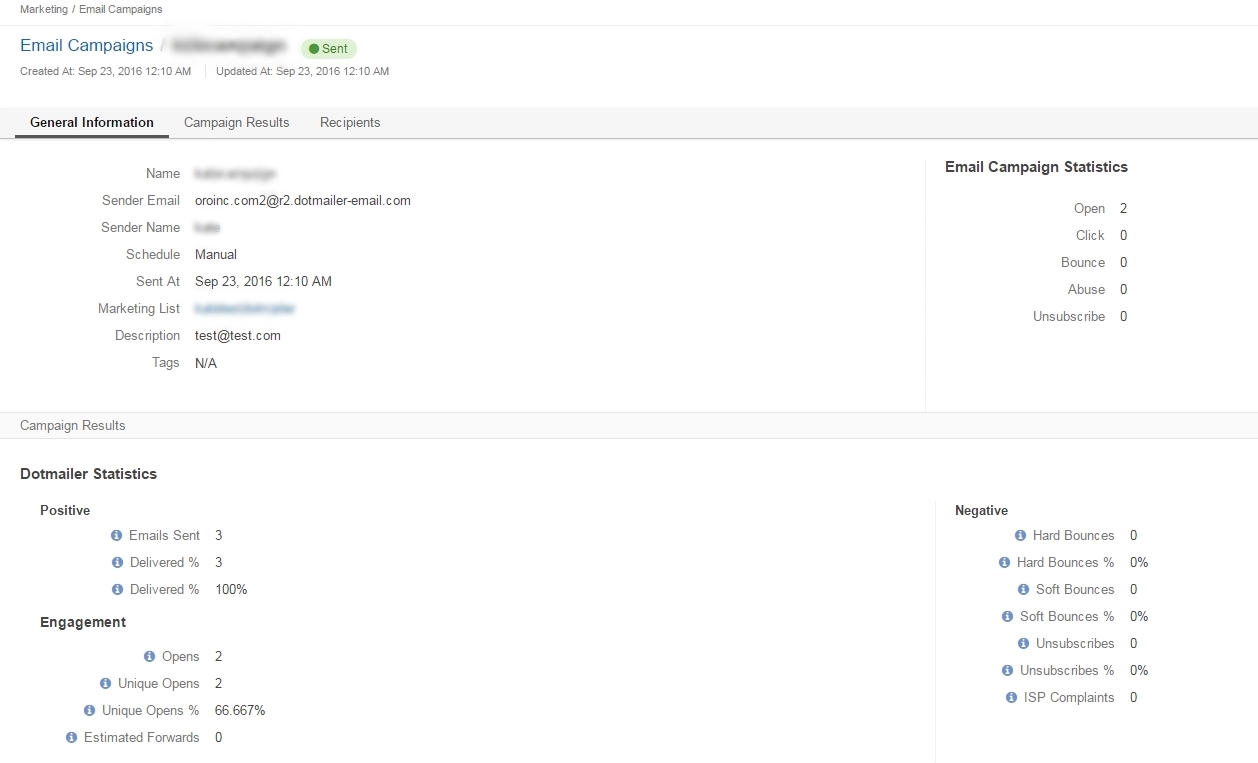 Marketing / Email Campaigns
Email Campaigns / Sent
Created At: Sep 23, 2016 12:10 AM Updated At: Sep 23, 2016 12:10 AM
General Information Campaign Results Recipients
Email Campaign Statistics
Name
Sender Email oroinc.com2@r2.dotmailer-email.com
Sender Name
Schedule Manual
Sent At Sep 23, 2016 12:10 AM
Marketing List
Description test@test.com
Tags N/A
Open 2
Click 0
Bounce 0
Abuse 0
Unsubscribe 0
Campaign Results
Dotmailer Statistics
Positive
Emails Sent 3
Delivered % 3
Delivered % 100%
Engagement
Opens 2
Unique Opens 2
Unique Opens % 66.667%
Estimated Forwards 0
Negative
Hard Bounces 0
Hard Bounces % 0%
Soft Bounces 0
Soft Bounces % 0%
Unsubscribes 0
Unsubscribes % 0%
ISP Complaints 0